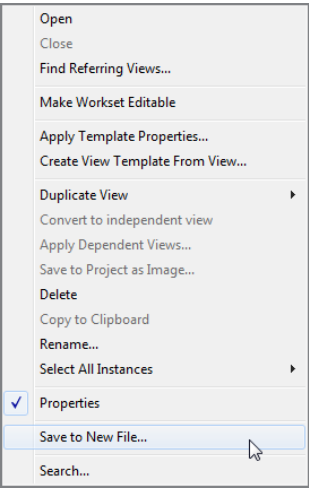 Open
Close
Find Referring Views...
Make Workset Editable
Apply Template Properties...
Create View Template From View...
Duplicate View
Convert to independent view
Apply Dependent Views...
Save to Project as Image...
Delete
Copy to Clipboard
Rename...
Select All Instances
Properties
Save to New File...
Search...